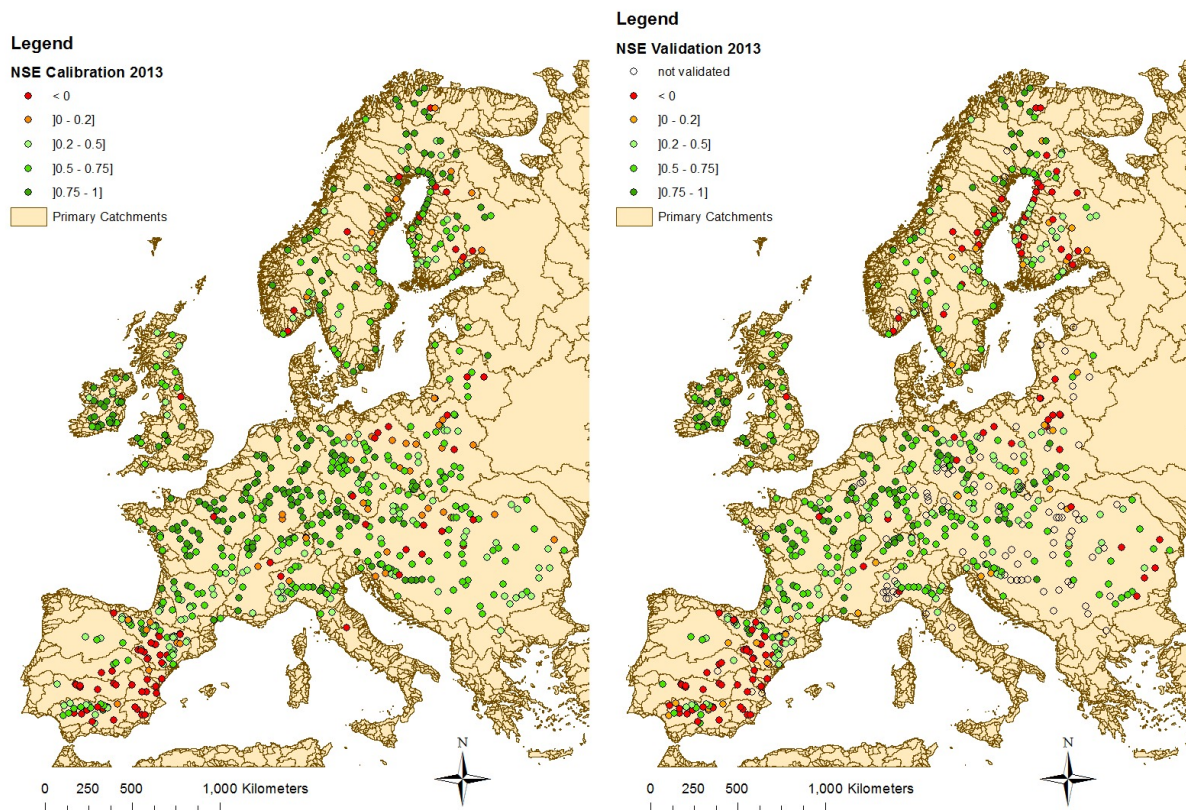 Legend
NSE Calibration 2013
< 0
]0 - 0.2]
]0.2 - 0.5]
]0.5 - 0.75]
]0.75 - 1]
Primary Catchments
N
0 250 500 1,000 Kilometers
Legend
NSE Validation 2013
not validated
< 0
]0 - 0.2]
]0.2 - 0.5]
]0.5 - 0.75]
]0.75 - 1]
Primary Catchments
N
0 250 500 1,000 Kilometers